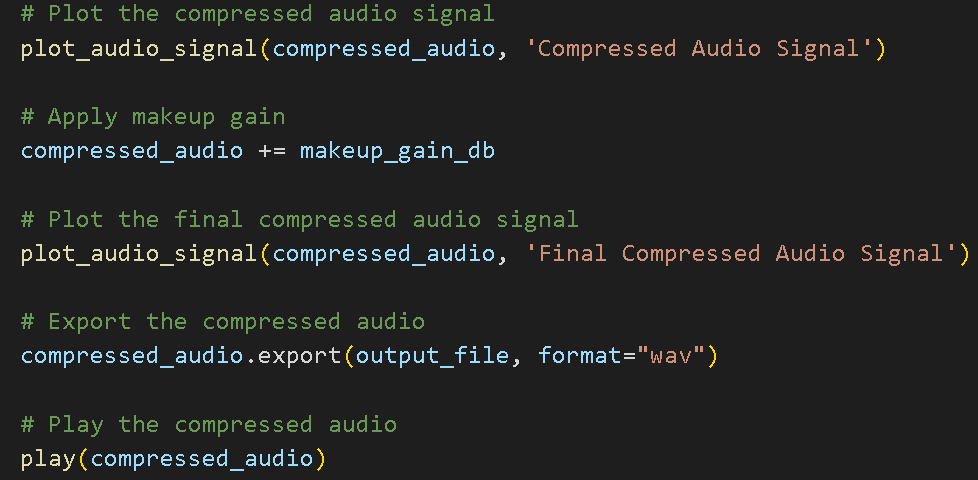 # Plot the compressed audio signal
plot_audio_signal(compressed_audio, 'Compressed Audio Signal')
# Apply makeup gain
compressed_audio += makeup_gain_db
# Plot the final compressed audio signal
plot_audio_signal(compressed_audio, 'Final Compressed Audio Signal')
# Export the compressed audio
compressed_audio.export(output_file, format="wav")
# Play the compressed audio
play(compressed_audio)